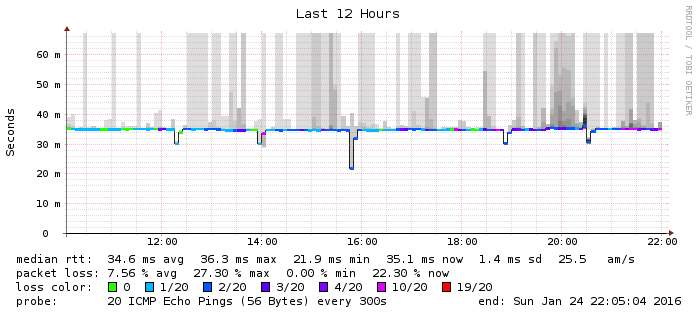 Last 12 Hours
RRDTOOL / TOBI OETIKER
Seconds
60 m
50 m
40 m
30 m
20 m
10 m
0
12:00 14:00 16:00 18:00 20:00 22:00
median rtt: 34.6 ms avg 36.3 ms max 21.9 ms min 35.1 ms now 1.4 ms sd 25.5 am/s
packet loss: 7.56 % avg 27.30 % max 0.00 % min 22.30 % now
loss color: 0 1/20 2/20 3/20 4/20 10/20 19/20
probe: 20 ICMP Echo Pings (56 Bytes) every 300s end: Sun Jan 24 22:05:04 2016